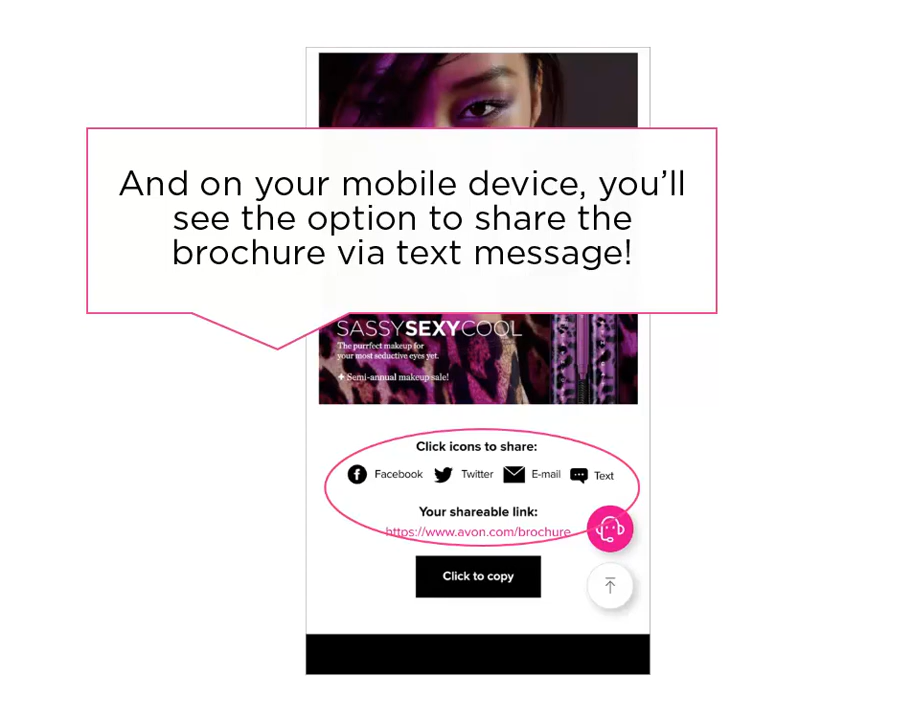 And on your mobile device, you’ll
see the option to share the
brochure via text message!
SASSYSEXYCOOL
The purrfect makeup for
your most seductive eyes yet.
+ Semi-annual makeup sale!
Click icons to share:
Facebook Twitter E-mail Text
Your shareable link:
https://www.avon.com/brochure
Click to copy